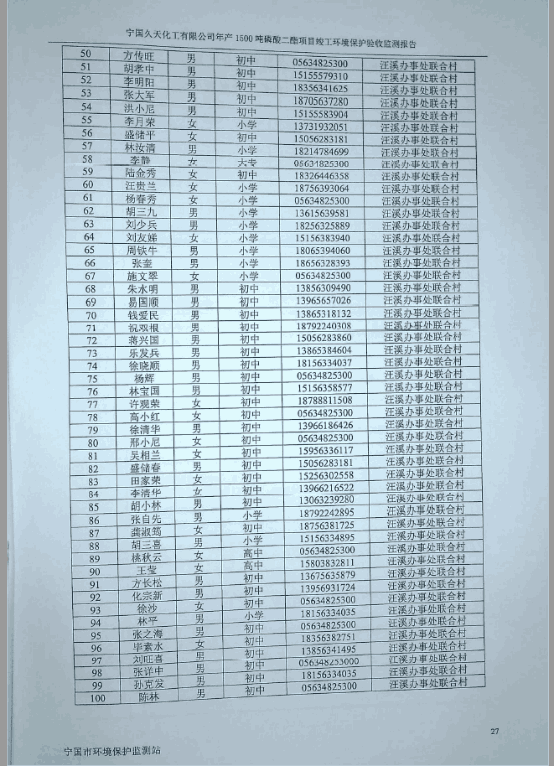 宁国久天化工有限公司年产1500吨磷酸二酯项目竣工环境保护验收监测报告
50 方传旺 男 初中 05634825300 汪溪办事处联合村
51 胡孝中 男 初中 15155579310 汪溪办事处联合村
52 李明阳 男 初中 18356341625 汪溪办事处联合村
53 张大军 男 初中 18705637280 汪溪办事处联合村
54 洪小尼 男 初中 15155583904 汪溪办事处联合村
55 李月荣 女 小学 13731932051 汪溪办事处联合村
56 盛储平 女 初中 15056283181 汪溪办事处联合村
57 林汝清 男 小学 18214784699 汪溪办事处联合村
58 李静 女 大专 05631825300 汪溪办事处联合村
59 陆金秀 女 初中 18326446358 汪溪办事处联合村
60 汪贵兰 女 小学 18756393064 汪溪办事处联合村
61 杨春秀 女 小学 05634825300 汪溪办事处联合村
62 胡三九 男 小学 13615639581 汪溪办事处联合村
63 刘少兵 男 小学 18256325889 汪溪办事处联合村
64 刘友娣 女 小学 15156383940 汪溪办事处联合村
65 周铁牛 男 小学 18065394060 汪溪办事处联合村
66 张奎 男 小学 18656328393 汪溪办事处联合村
67 施文翠 女 小学 05634825300 汪溪办事处联合村
68 朱水明 男 初中 13856309490 汪溪办事处联合村
69 易国顺 男 初中 13965657026 汪溪办事处联合村
70 钱爱民 男 初中 13865318132 汪溪办事处联合村
71 祝双根 男 初中 18792240308 汪溪办事处联合村
72 蒋兴国 男 初中 15056283860 汪溪办事处联合村
73 乐发兵 男 初中 13865384604 汪溪办事处联合村
74 徐晓顺 男 初中 18156334037 汪溪办事处联合村
75 杨辉 男 初中 05634825300 汪溪办事处联合村
76 林宝国 男 初中 15156358577 汪溪办事处联合村
77 许观荣 女 初中 18788811508 汪溪办事处联合村
78 高小红 女 初中 05634825300 汪溪办事处联合村
79 徐清华 男 初中 13966186426 汪溪办事处联合村
80 邢小尼 女 初中 05634825300 汪溪办事处联合村
81 吴相兰 女 初中 15956336117 汪溪办事处联合村
82 盛储春 男 初中 15056283181 汪溪办事处联合村
83 田家荣 女 初中 15256302558 汪溪办事处联合村
84 李清华 女 初中 13966216522 汪溪办事处联合村
85 胡小林 男 初中 13063239280 汪溪办事处联合村
86 张自先 男 小学 18792242895 汪溪办事处联合村
87 龚淑筠 女 初中 18756381725 汪溪办事处联合村
88 胡三喜 男 小学 15156334895 汪溪办事处联合村
89 桃秋云 女 高中 05634825300 汪溪办事处联合村
90 王莹 女 高中 15803832811 汪溪办事处联合村
91 方长松 男 初中 13675635879 汪溪办事处联合村
92 化宗新 男 初中 13956931724 汪溪办事处联合村
93 徐沙 女 初中 05634825300 汪溪办事处联合村
94 林平 男 小学 18156334035 汪溪办事处联合村
95 张之海 男 初中 05634825300 汪溪办事处联合村
96 毕素水 女 初中 18356382751 汪溪办事处联合村
97 刘旺喜 男 初中 13856341495 汪溪办事处联合村
98 张详中 男 初中 05634825300 汪溪办事处联合村
99 孙克发 男 初中 18156334035 汪溪办事处联合村
100 陈林 男 初中 05634825300 汪溪办事处联合村
27
宁国市环境保护监测站